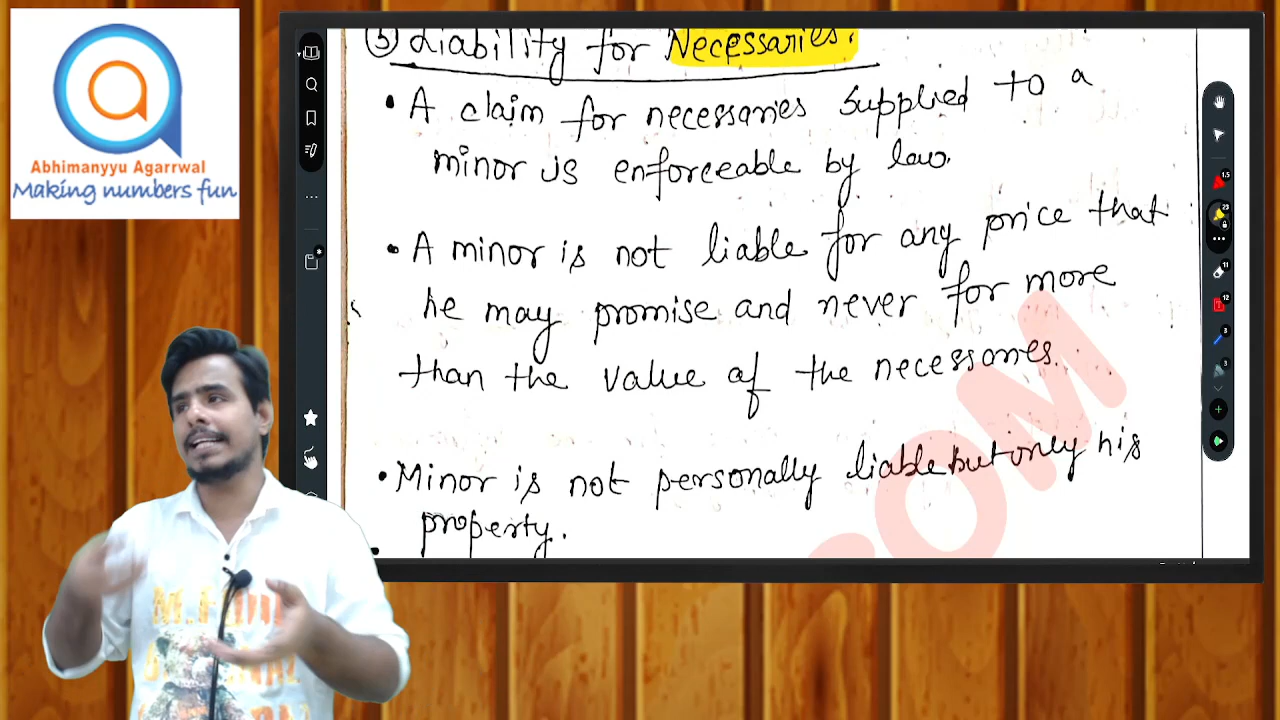 Abhimanyyu Agarrwal
Making numbers fun
Liability for Necessaries.
• A claim for necessaries supplied to a
minor is enforceable by law.
• A minor is not liable for any price that
he may promise and never for more
than the value of the necessaries.
• Minor is not personally liable but only his
property.
COM